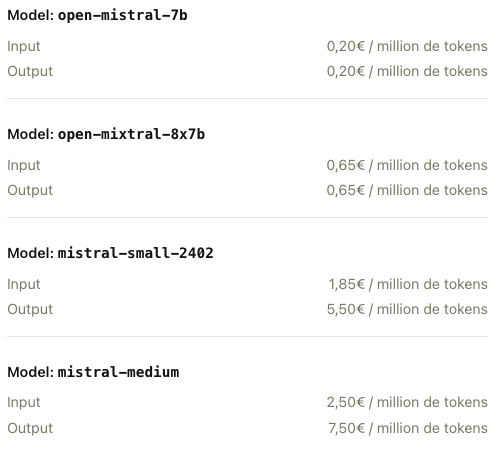 Model: open-mistral-7b
Input 0,20€ / million de tokens
Output 0,20€ / million de tokens
Model: open-mixtral-8x7b
Input 0,65€ / million de tokens
Output 0,65€ / million de tokens
Model: mistral-small-2402
Input 1,85€ / million de tokens
Output 5,50€ / million de tokens
Model: mistral-medium
Input 2,50€ / million de tokens
Output 7,50€ / million de tokens